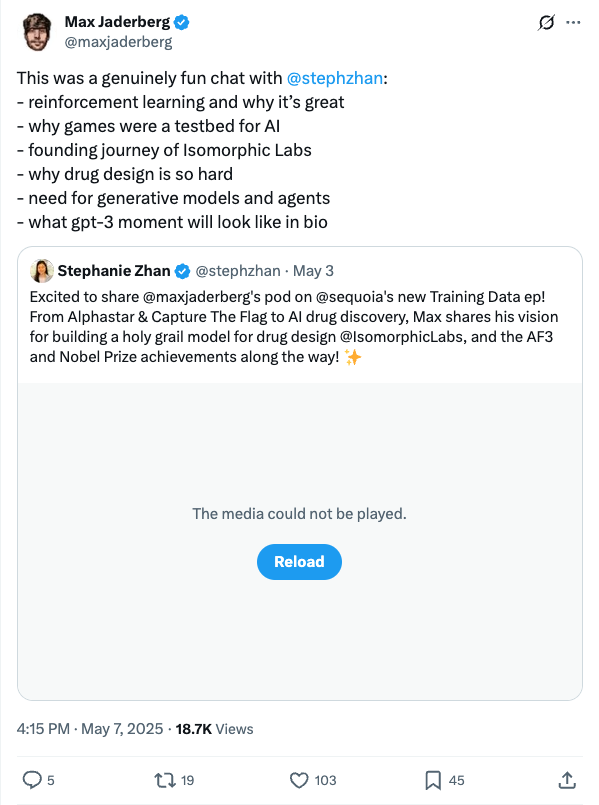 Max Jaderberg
@maxjaderberg
This was a genuinely fun chat with @stephzhan:
- reinforcement learning and why it’s great
- why games were a testbed for AI
- founding journey of Isomorphic Labs
- why drug design is so hard
- need for generative models and agents
- what gpt-3 moment will look like in bio
Stephanie Zhan @stephzhan · May 3
Excited to share @maxjaderberg's pod on @sequoia's new Training Data ep!
From Alphastar & Capture The Flag to AI drug discovery, Max shares his vision
for building a holy grail model for drug design @IsomorphicLabs, and the AF3
and Nobel Prize achievements along the way! ✨
The media could not be played.
Reload
4:15 PM · May 7, 2025 · 18.7K Views
5 19 103 45